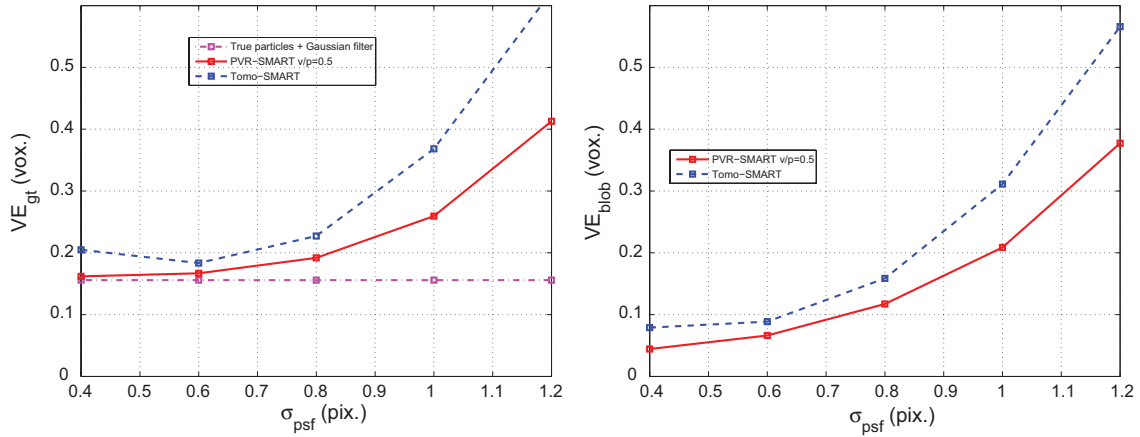 True particles + Gaussian filter
PVR−SMART v/p=0.5
Tomo−SMART
VE_gt (vox.)
0.5
0.4
0.3
0.2
0.1
0
0.4 0.5 0.6 0.7 0.8 0.9 1 1.1 1.2
σ_psf (pix.)
PVR−SMART v/p=0.5
Tomo−SMART
VE_blob (vox.)
0.5
0.4
0.3
0.2
0.1
0
0.4 0.5 0.6 0.7 0.8 0.9 1 1.1 1.2
σ_psf (pix.)